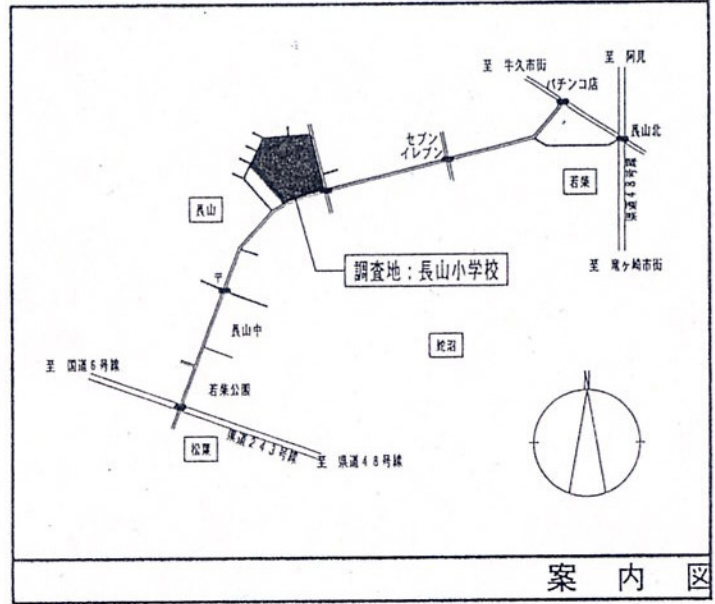 至 阿見
至 牛久市街
パチンコ店
長山北
セブン
イレブン
若葉
県道48号線
長山
調査地：長山小学校
至 竜ヶ崎市街
〒
長山中
蛇沼
至 国道6号線
若葉公園
N
県道243号線
松葉
至 県道48号線
案内図